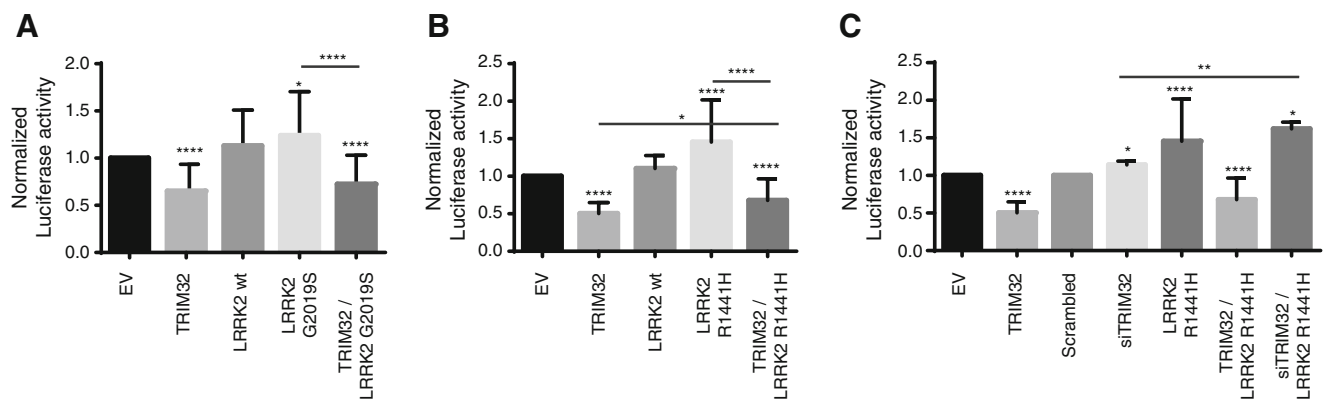 A
Normalized
Luciferase activity
2.0
1.5
1.0
0.5
0.0
****
*
****
****
EV
TRIM32
LRRK2 wt
LRRK2
G2019S
TRIM32 /
LRRK2 G2019S
B
Normalized
Luciferase activity
2.5
2.0
1.5
1.0
0.5
0.0
****
****
*
****
****
EV
TRIM32
LRRK2 wt
LRRK2
R1441H
TRIM32 /
LRRK2 R1441H
C
Normalized
Luciferase activity
2.5
2.0
1.5
1.0
0.5
0.0
**
****
*
****
****
*
EV
TRIM32
Scrambled
siTRIM32
LRRK2
R1441H
TRIM32 /
LRRK2 R1441H
siTRIM32 /
LRRK2 R1441H